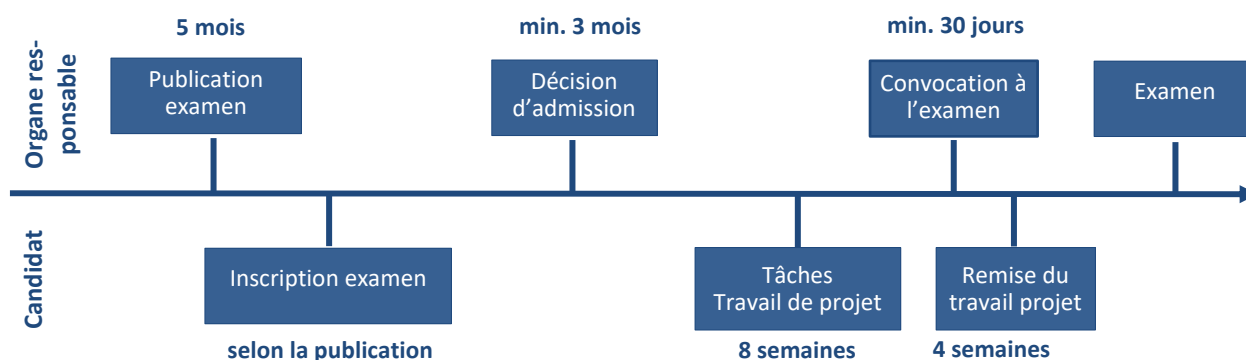 Organe res-
ponsable
5 mois
Publication
examen
min. 3 mois
Décision
d’admission
min. 30 jours
Convocation à
l’examen
Examen
Candidat
Inscription examen
selon la publication
Tâches
Travail de projet
8 semaines
Remise du
travail projet
4 semaines